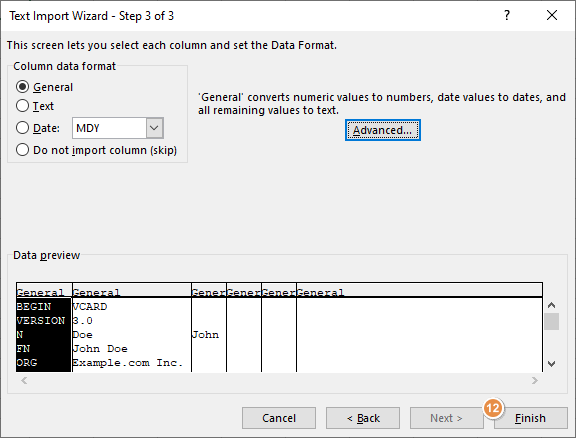 Text Import Wizard - Step 3 of 3 ? ×
This screen lets you select each column and set the Data Format.
Column data format
General
Text
Date: MDY
Do not import column (skip)
'General' converts numeric values to numbers, date values to dates, and
all remaining values to text.
Advanced...
Data preview
General General Gener Gener Gener General
BEGIN VCARD
VERSION 3.0
N Doe John
FN John Doe
ORG Example.com Inc.
12
Cancel < Back Next > Finish